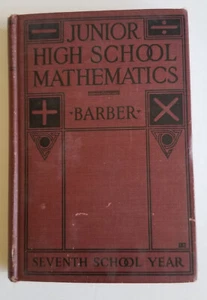 JUNIOR
HIGH SCHOOL
MATHEMATICS
·BARBER·
SEVENTH SCHOOL YEAR